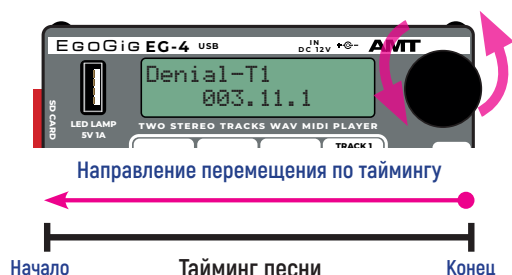 EGOGIG EG-4 USB
IN
DC 12V
AMT
Denial-T1
003.11.1
SD CARD
LED LAMP
5V 1A
TWO STEREO TRACKS WAV MIDI PLAYER
TRACK 1
Направление перемещения по таймингу
Начало
Тайминг песни
Конец